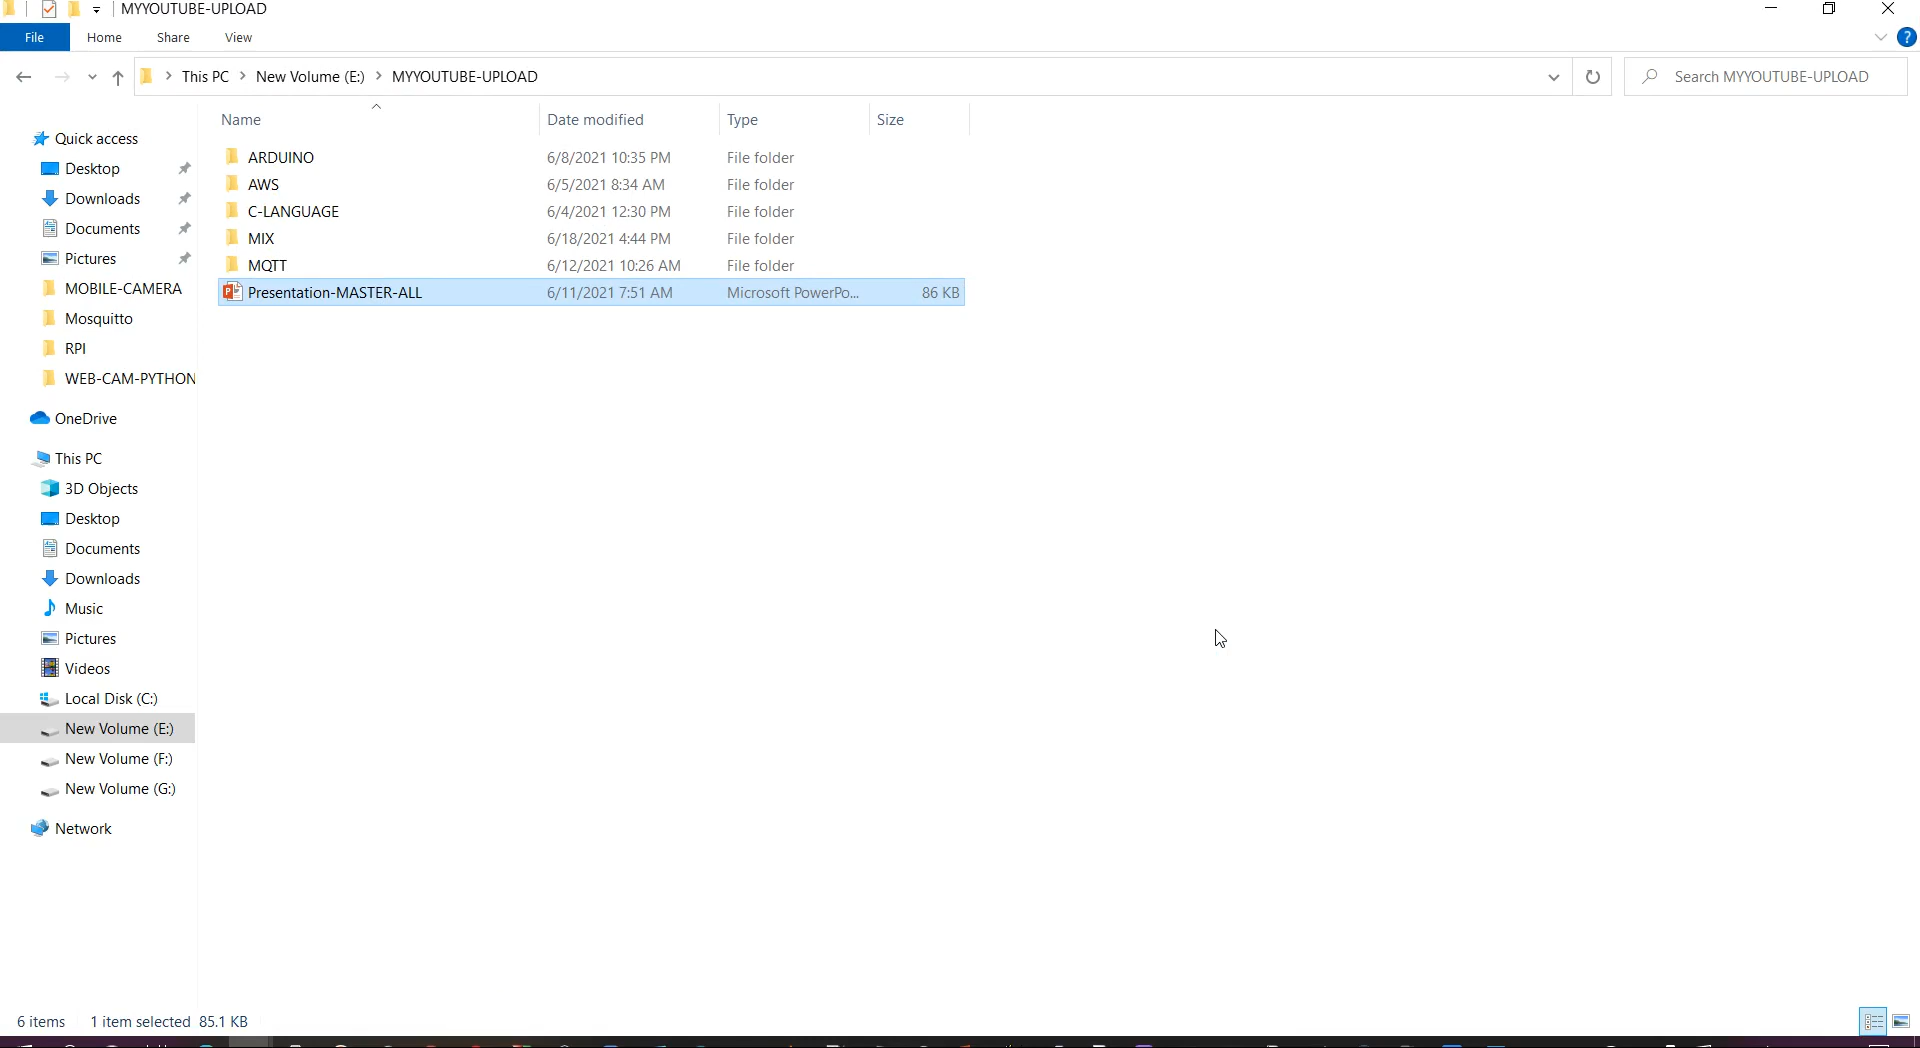 MYYOUTUBE-UPLOAD
File Home Share View
This PC New Volume (E:) MYYOUTUBE-UPLOAD Search MYYOUTUBE-UPLOAD
Name Date modified Type Size
ARDUINO 6/8/2021 10:35 PM File folder
AWS 6/5/2021 8:34 AM File folder
C-LANGUAGE 6/4/2021 12:30 PM File folder
MIX 6/18/2021 4:44 PM File folder
MQTT 6/12/2021 10:26 AM File folder
Presentation-MASTER-ALL 6/11/2021 7:51 AM Microsoft PowerPo... 86 KB
Quick access
Desktop
Downloads
Documents
Pictures
MOBILE-CAMERA
Mosquitto
RPI
WEB-CAM-PYTHON
OneDrive
This PC
3D Objects
Desktop
Documents
Downloads
Music
Pictures
Videos
Local Disk (C:)
New Volume (E:)
New Volume (F:)
New Volume (G:)
Network
6 items 1 item selected 85.1 KB